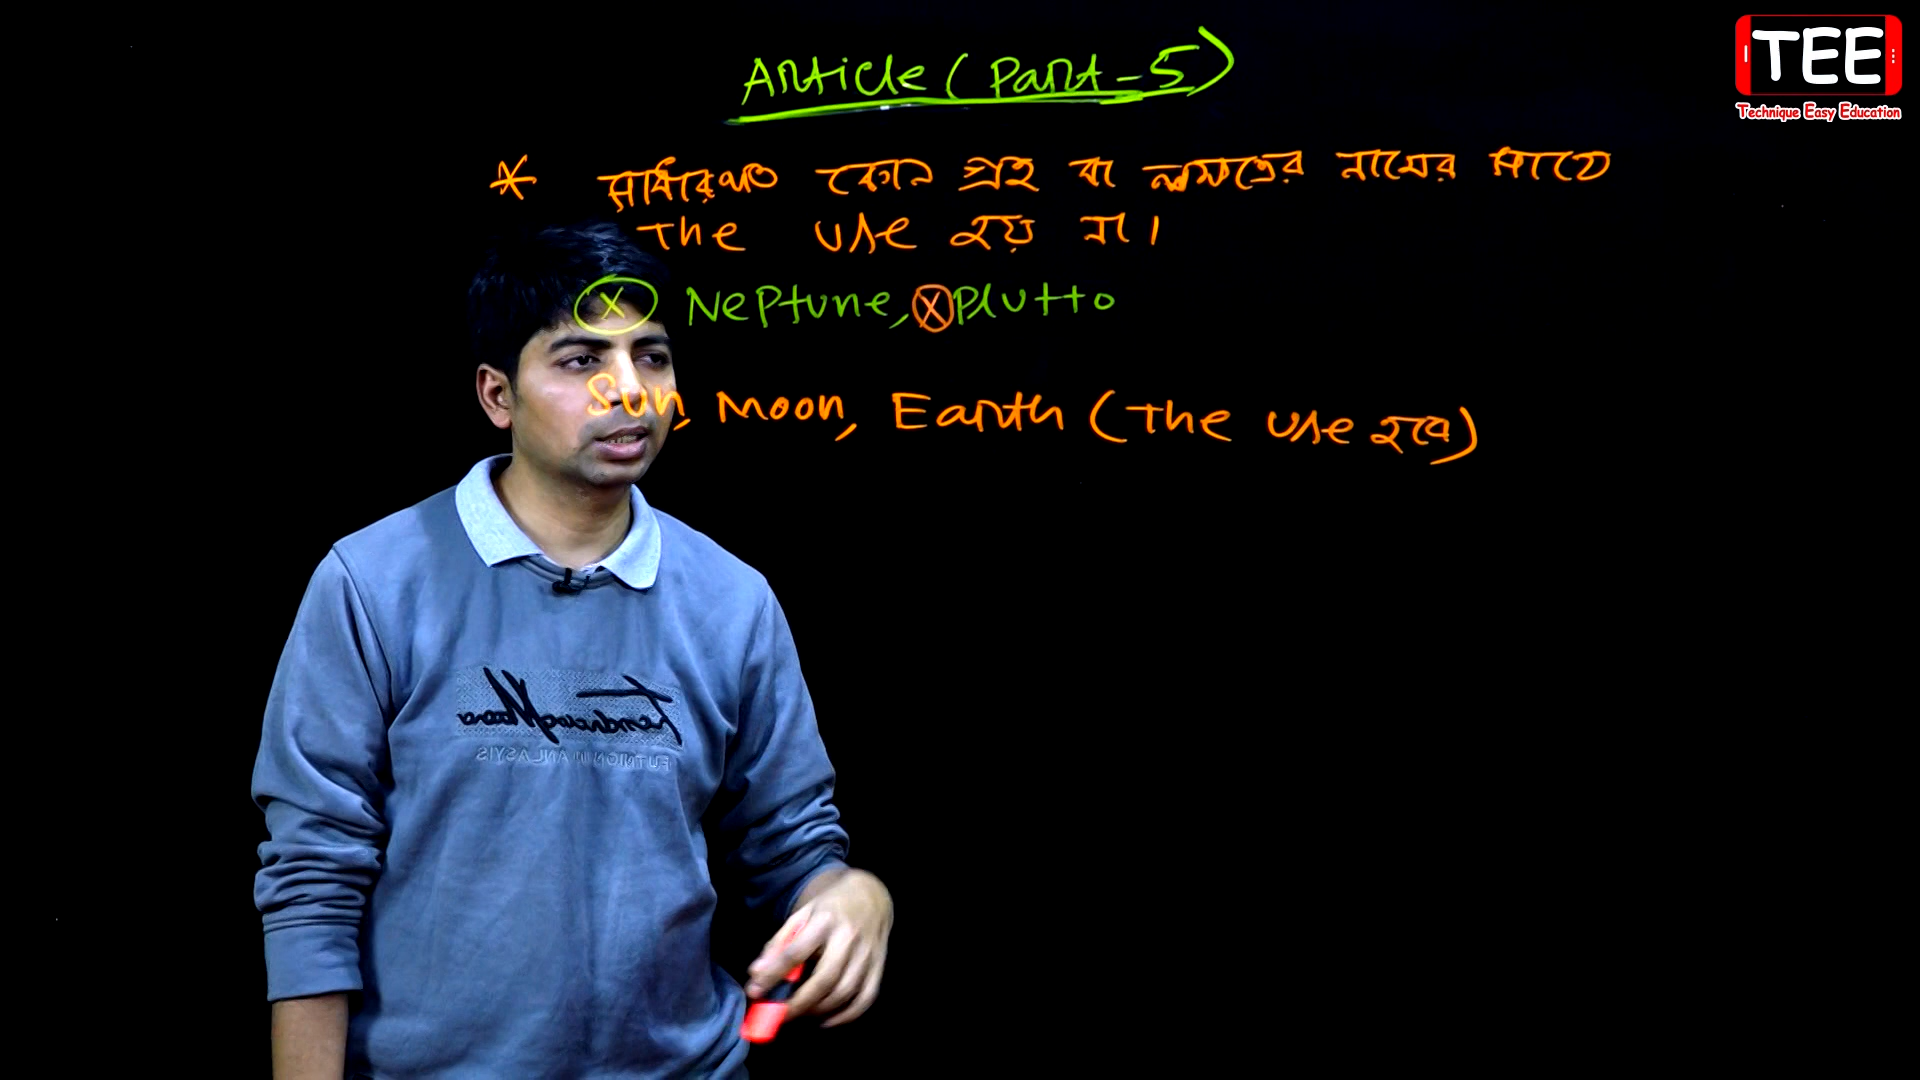 Article (Part-5)
TEE
Technique Easy Education
* সাধারণত কোন গ্রহ বা নক্ষত্রের নামের সাথে
The use হয় না।
X Neptune, X Plutto
Sun, Moon, Earth (The use হবে)
TrendwingMaoo